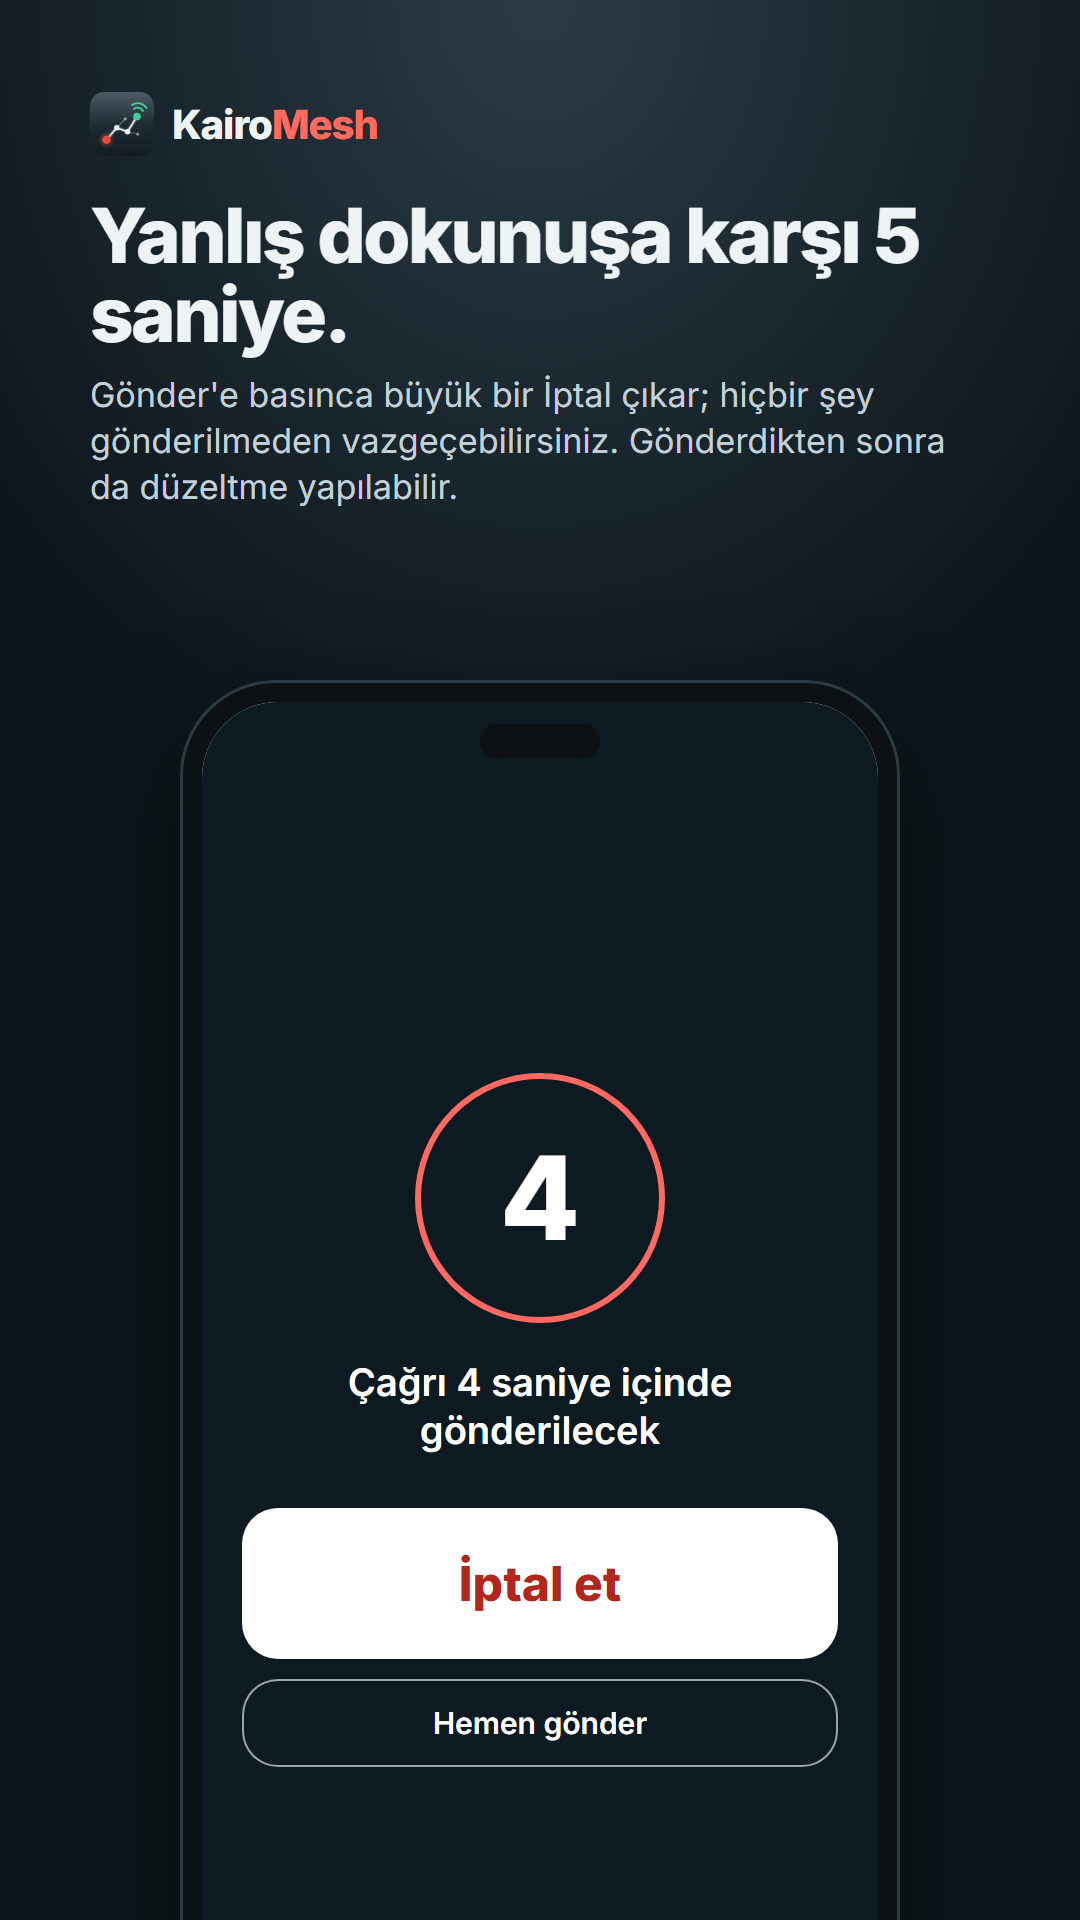 KairoMesh
Yanlış dokunuşa karşı 5
saniye.
Gönder'e basınca büyük bir İptal çıkar; hiçbir şey
gönderilmeden vazgeçebilirsiniz. Gönderdikten sonra
da düzeltme yapılabilir.
4
Çağrı 4 saniye içinde
gönderilecek
İptal et
Hemen gönder